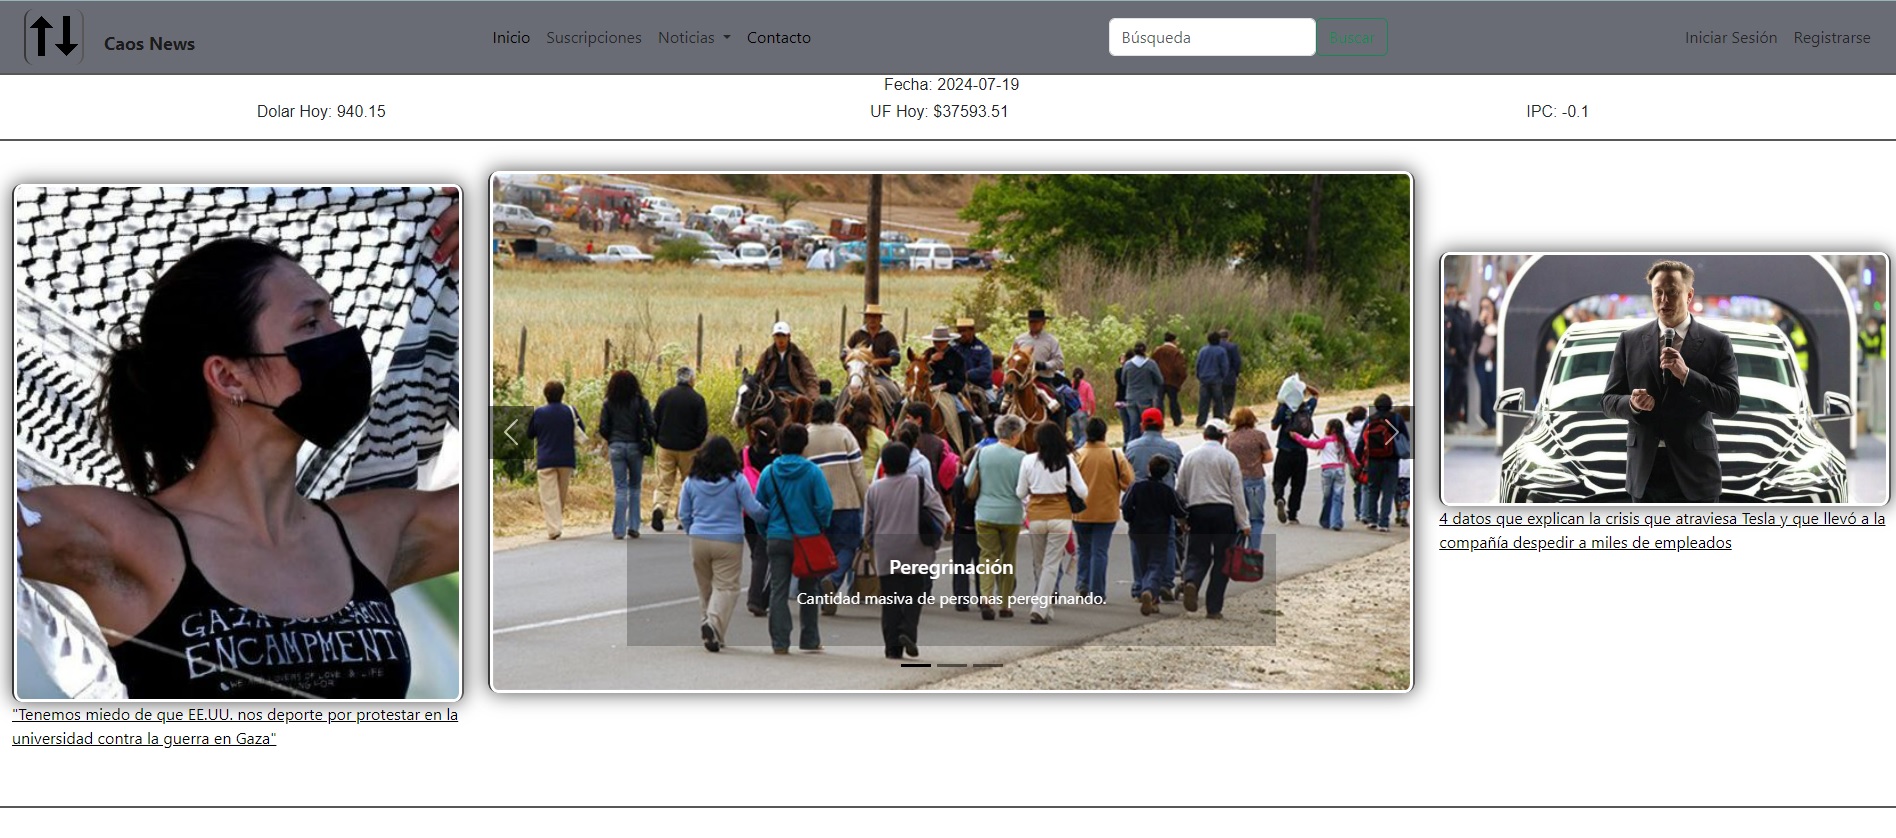 Caos News
Inicio
Suscripciones
Noticias
Contacto
Búsqueda
Buscar
Iniciar Sesión
Registrarse
Fecha: 2024-07-19
Dolar Hoy: 940.15
UF Hoy: $37593.51
IPC: -0.1
GAZA
ENCAMPMENT
"Tenemos miedo de que EE.UU. nos deporte por protestar en la
universidad contra la guerra en Gaza"
Peregrinación
Cantidad masiva de personas peregrinando.
4 datos que explican la crisis que atraviesa Tesla y que llevó a la
compañía despedir a miles de empleados